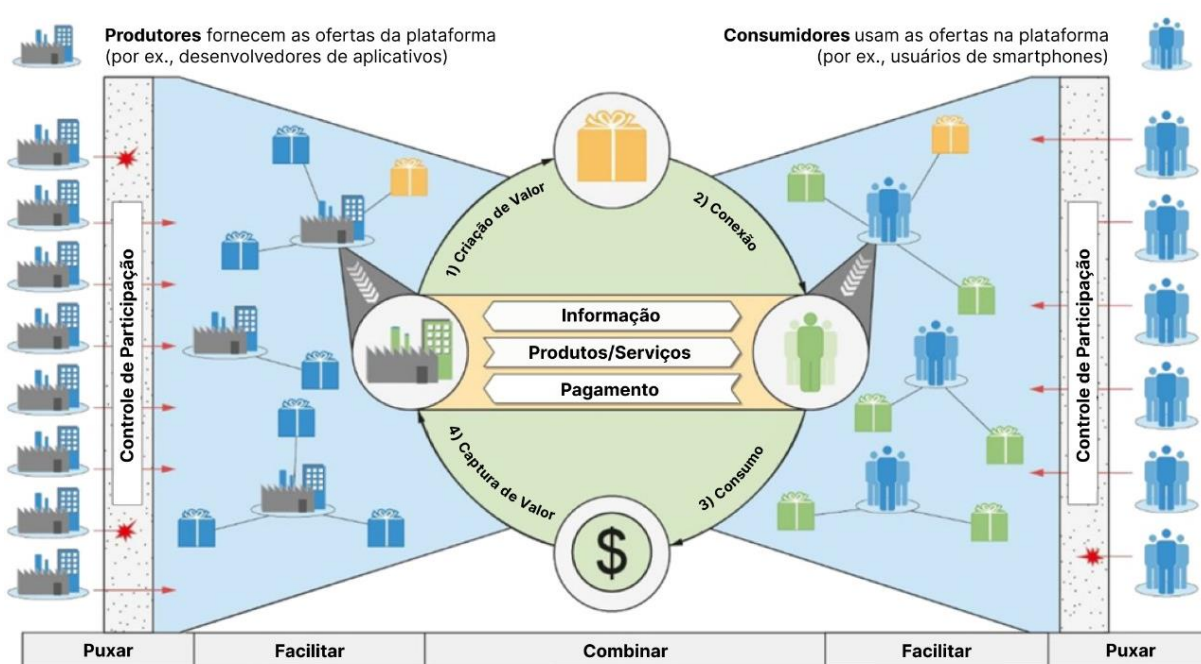 Produtores fornecem as ofertas da plataforma
(por ex., desenvolvedores de aplicativos)
Consumidores usam as ofertas na plataforma
(por ex., usuários de smartphones)
Controle de Participação
1) Criação de Valor
2) Conexão
Informação
Produtos/Serviços
Pagamento
4) Captura de Valor
3) Consumo
$
Controle de Participação
Puxar
Facilitar
Combinar
Facilitar
Puxar